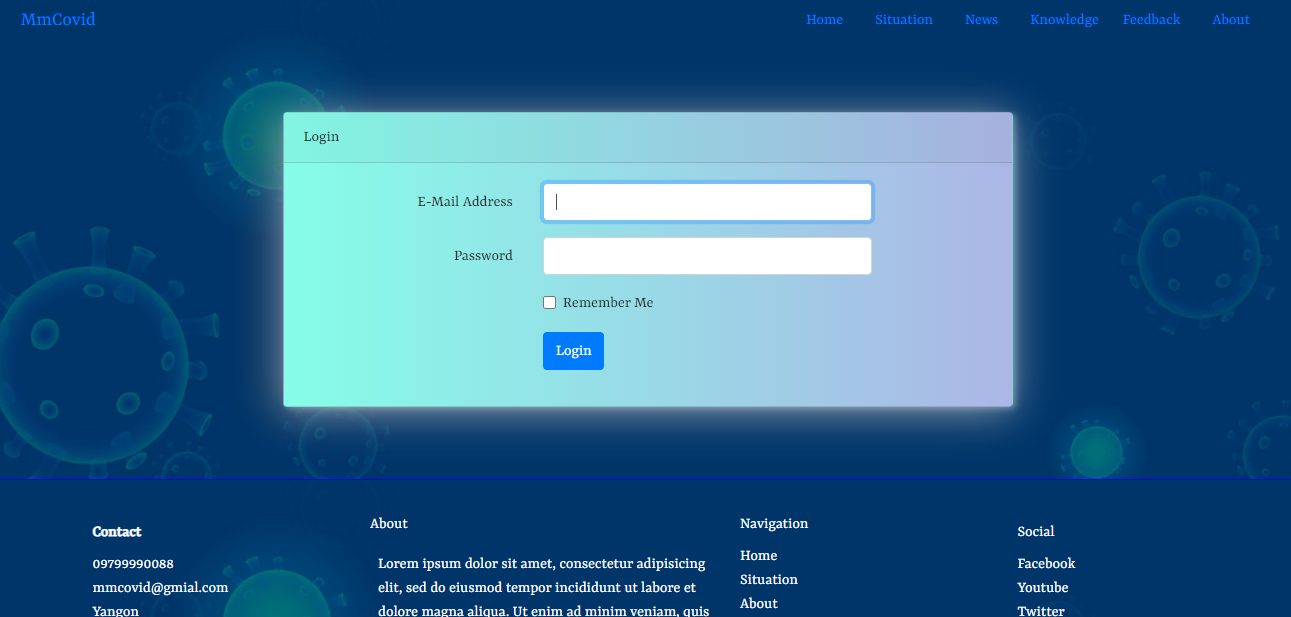 MmCovid
Home Situation News Knowledge Feedback About
Login
E-Mail Address
Password
Remember Me
Login
Contact
09799990088
mmcovid@gmial.com
Yangon
About
Lorem ipsum dolor sit amet, consectetur adipisicing
elit, sed do eiusmod tempor incididunt ut labore et
dolore magna aliqua. Ut enim ad minim veniam, quis
Navigation
Home
Situation
About
Social
Facebook
Youtube
Twitter